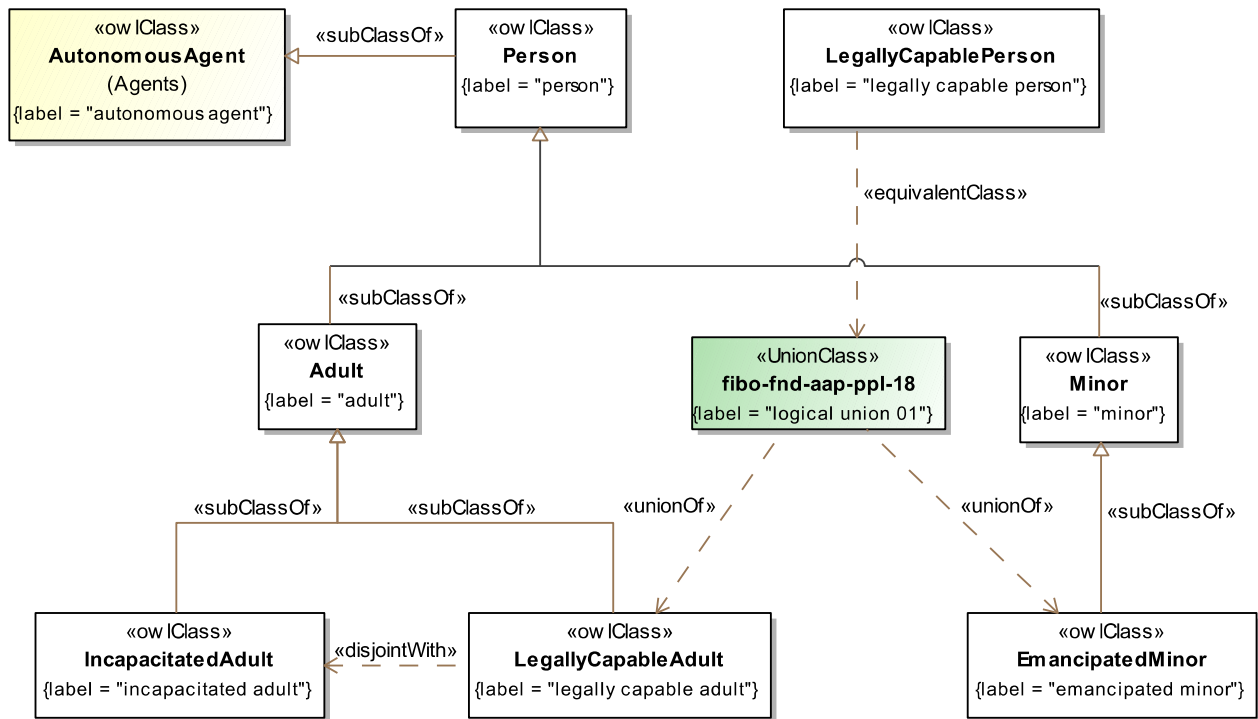 «owlClass»
AutonomousAgent
(Agents)
{label = "autonomous agent"}
«subClassOf»
«owlClass»
Person
{label = "person"}
«owlClass»
LegallyCapablePerson
{label = "legally capable person"}
«equivalentClass»
«subClassOf»
«subClassOf»
«owlClass»
Adult
{label = "adult"}
«UnionClass»
fibo-fnd-aap-ppl-18
{label = "logical union 01"}
«owlClass»
Minor
{label = "minor"}
«subClassOf»
«subClassOf»
«unionOf»
«unionOf»
«subClassOf»
«owlClass»
IncapacitatedAdult
{label = "incapacitated adult"}
«disjointWith»
«owlClass»
LegallyCapableAdult
{label = "legally capable adult"}
«owlClass»
EmancipatedMinor
{label = "emancipated minor"}